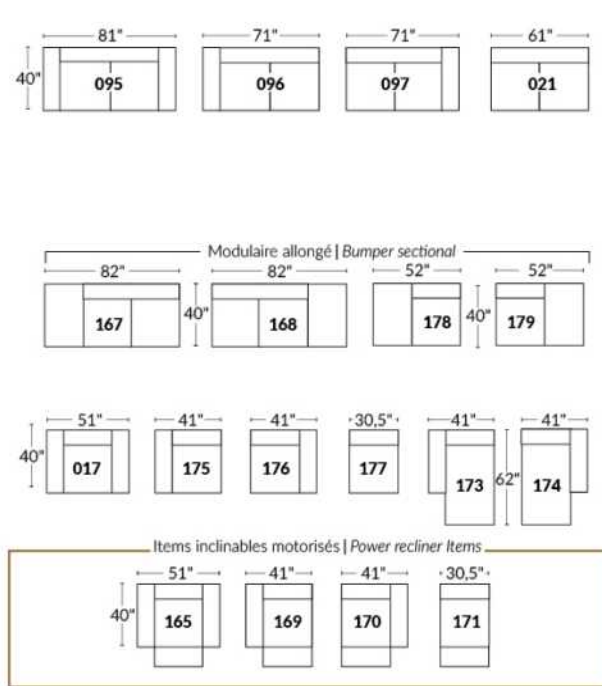 81" 71" 71" 61"
40" 095 096 097 021
Modulaire allongé | Bumper sectional
82" 82" 52" 52"
167 40" 168 178 40" 179
51" 41" 41" 30,5" 41" 41"
40" 017 175 176 177 173 62" 174
Items inclinables motorisés | Power recliner Items
51" 41" 41" 30,5"
40" 165 169 170 171